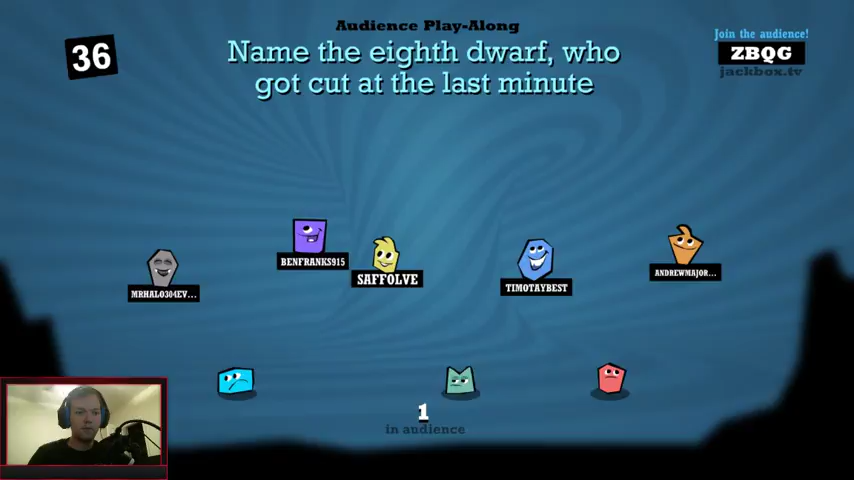 Audience Play-Along
36
Name the eighth dwarf, who
got cut at the last minute
Join the audience!
ZBQG
jackbox.tv
BENFRANKS915
SAFFOLVE
MRHALO304EV...
TIMOTAYBEST
ANDREWMAJOR...
1
in audience